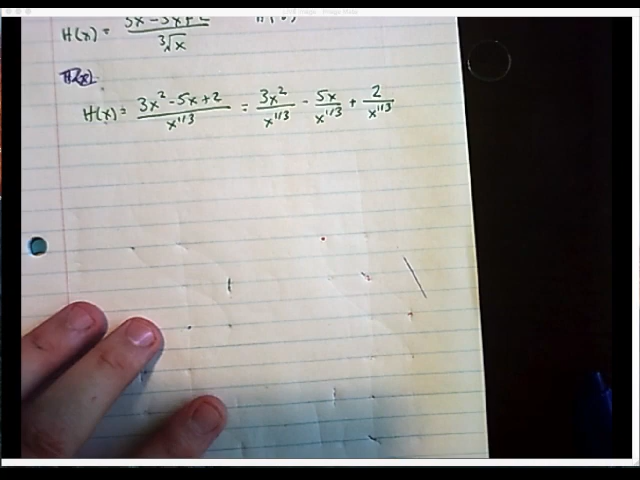 H(x) = 3x² - 5x + 2 / ∛x
H(x) = 3x² - 5x + 2 / x^1/3 = 3x² / x^1/3 - 5x / x^1/3 + 2 / x^1/3